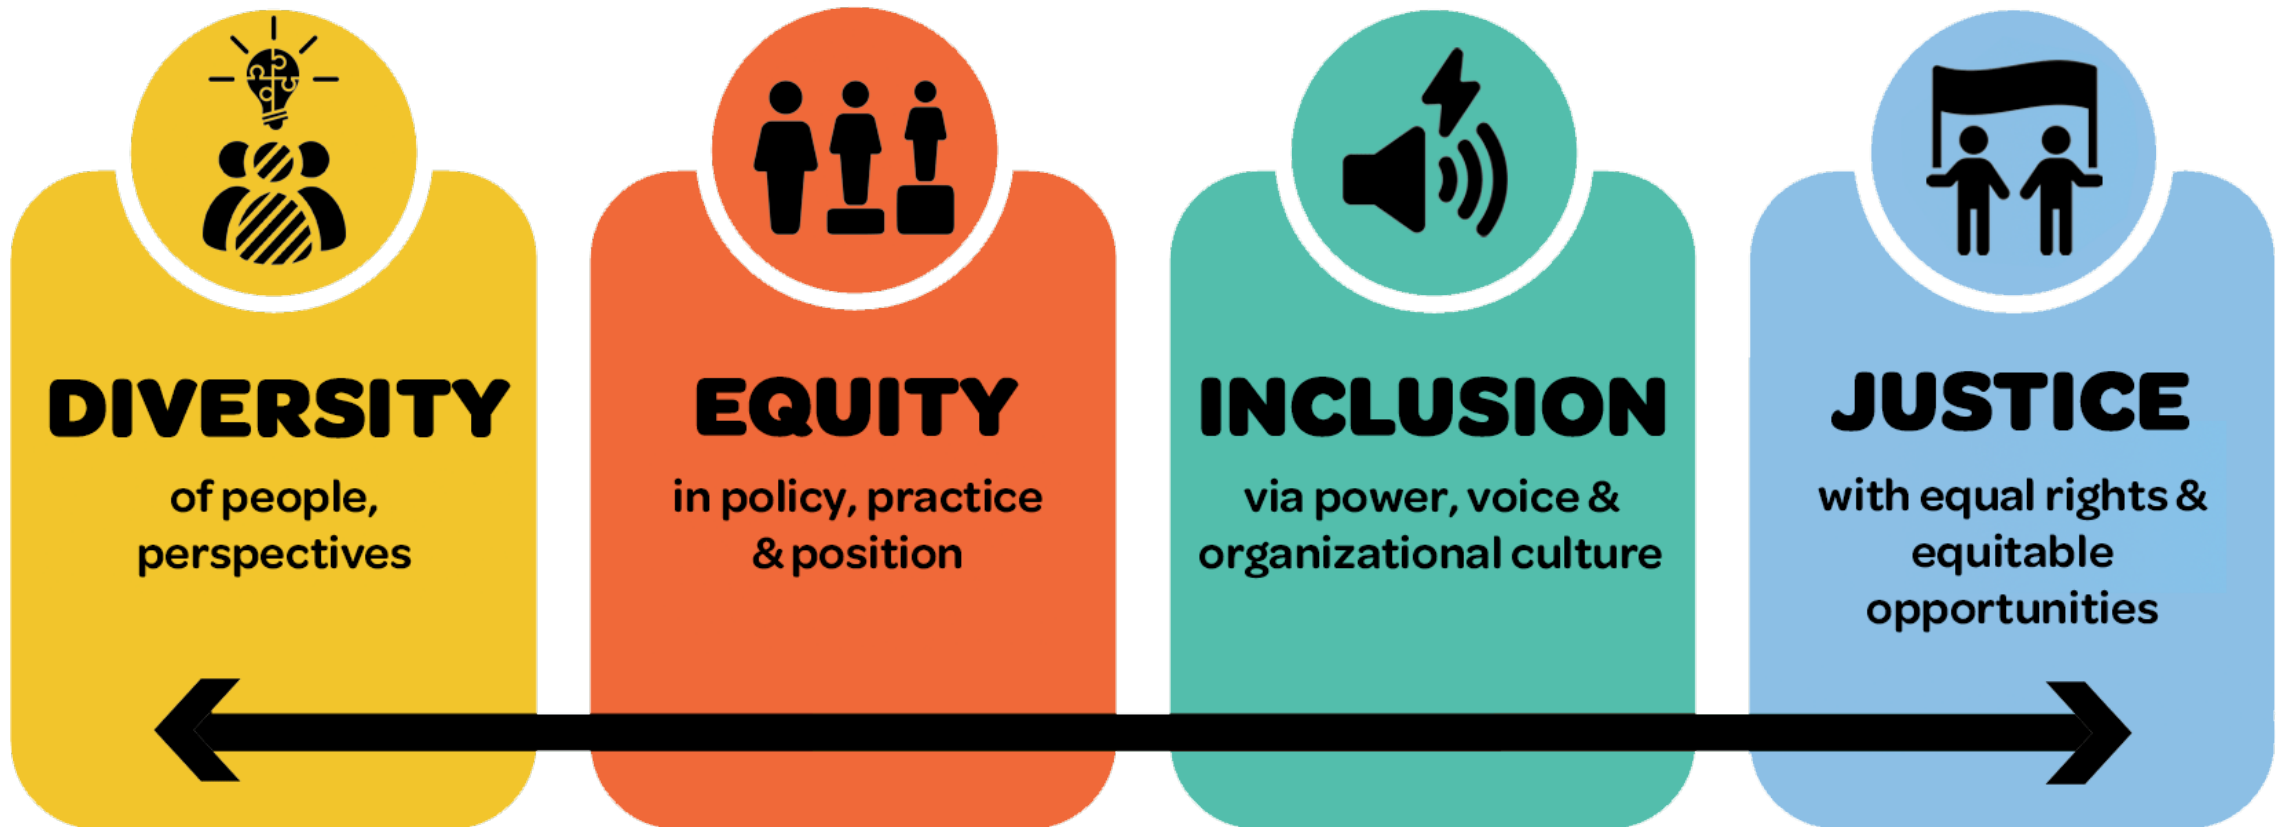 DIVERSITY
of people,
perspectives
EQUITY
in policy, practice
& position
INCLUSION
via power, voice &
organizational culture
JUSTICE
with equal rights &
equitable
opportunities